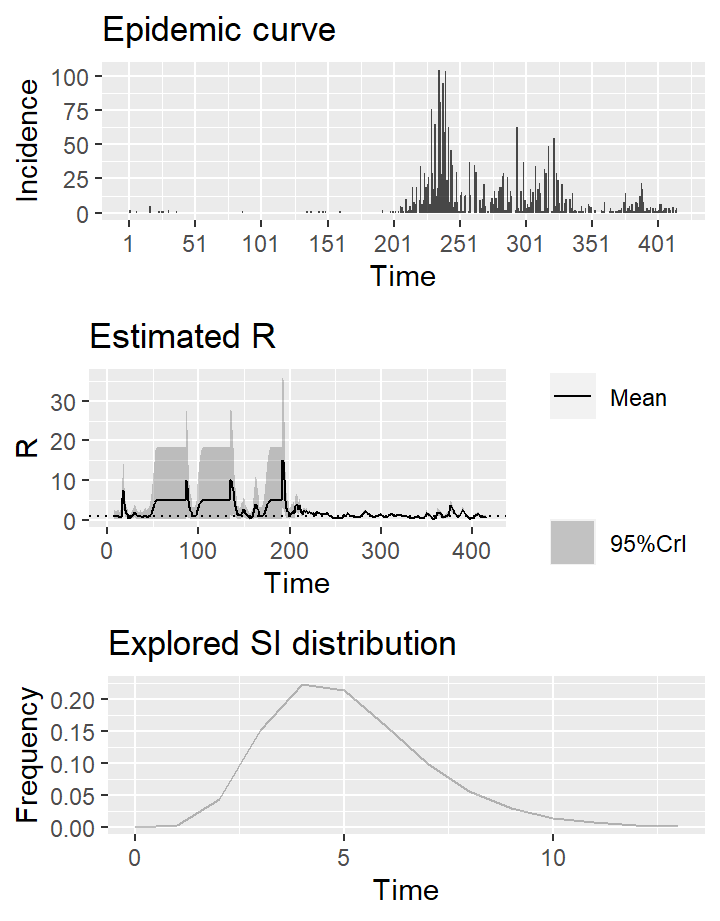 Epidemic curve
Incidence
100
75
50
25
0
1 51 101 151 201 251 301 351 401
Time
Estimated R
R
30
20
10
0
0 100 200 300 400
Time
Mean
95%CrI
Explored SI distribution
Frequency
0.20
0.15
0.10
0.05
0.00
0 5 10
Time